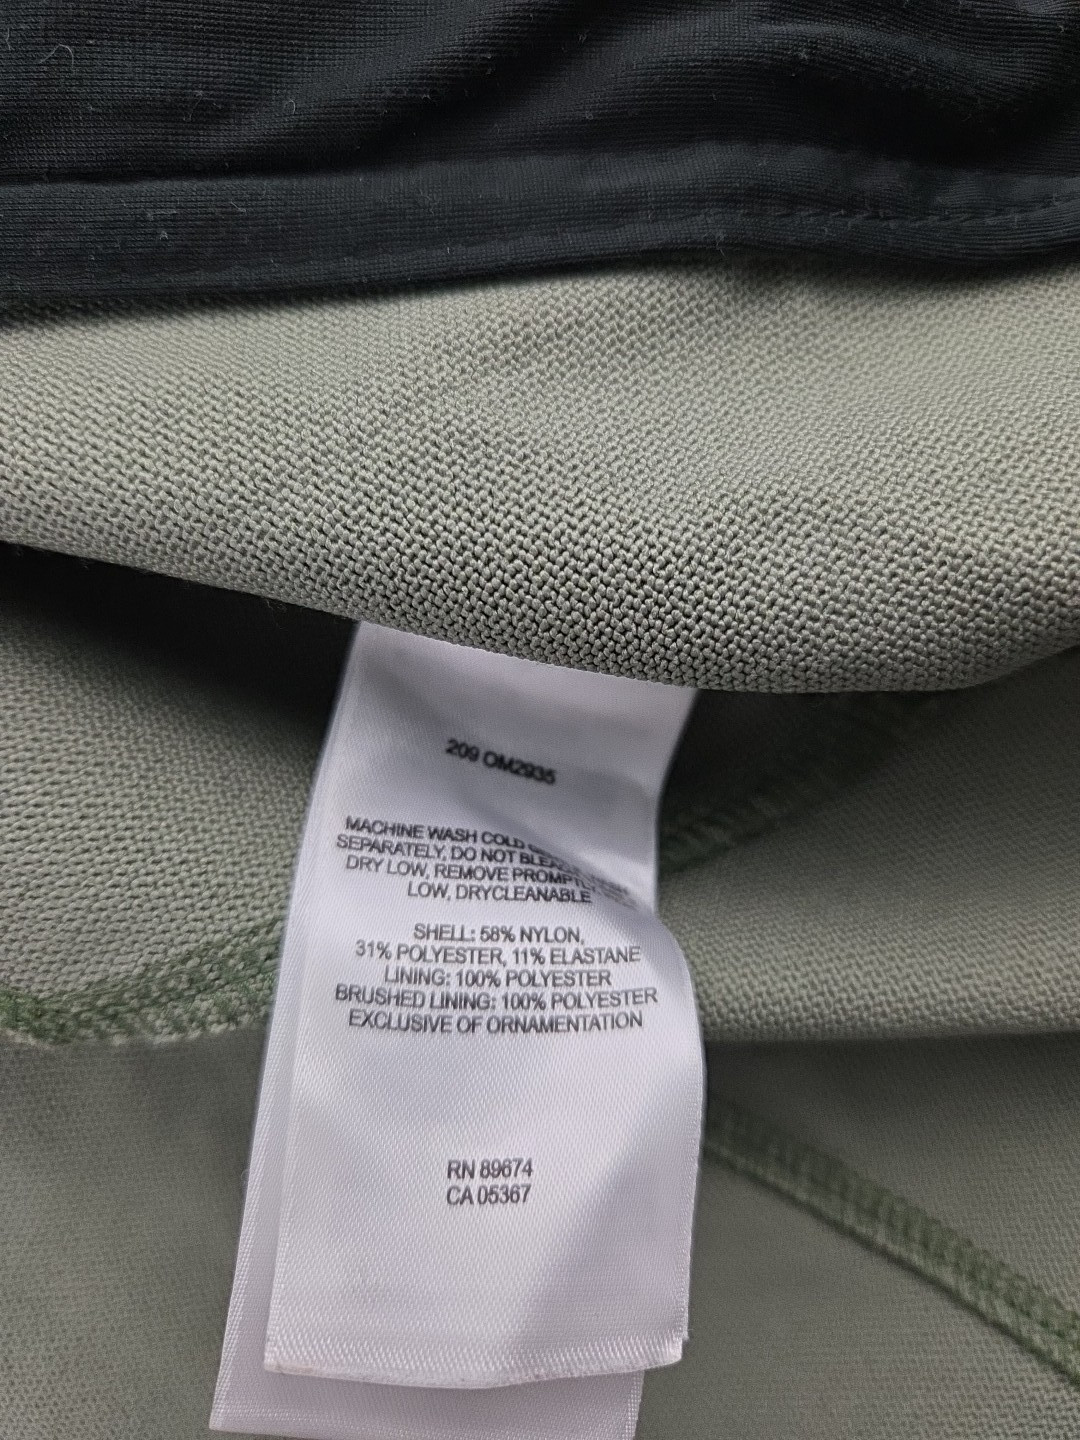 209 OM2935
MACHINE WASH COLD
SEPARATELY, DO NOT
DRY LOW, REMOVE
LOW, DRYCLEANABLE
SHELL: 58% NYLON,
31% POLYESTER, 11% ELASTANE
LINING: 100% POLYESTER
BRUSHED LINING: 100% POLYESTER
EXCLUSIVE OF ORNAMENTATION
RN 89674
CA 05367